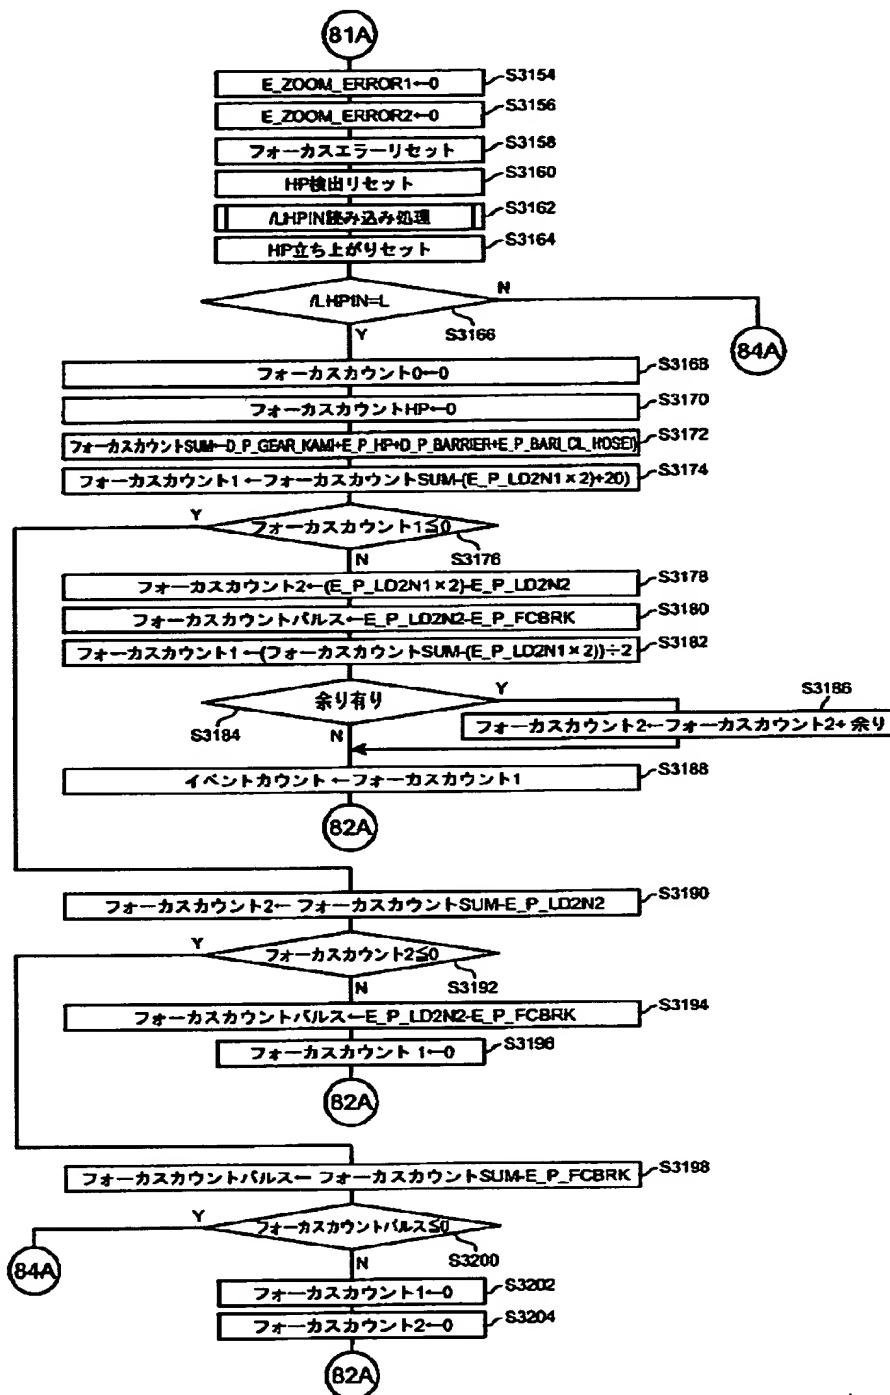 81A
E_ZOOM_ERROR1←0
S3154
E_ZOOM_ERROR2←0
S3156
フォーカスエラーリセット
S3158
HP検出リセット
S3160
/LHPIN読み込み処理
S3162
HP立ち上がりセット
S3164
/LHPIN=L
N
S3166
Y
84A
フォーカスカウント0←0
S3168
フォーカスカウントHP←0
S3170
フォーカスカウントSUM←D_P_GEAR_KAMI+E_P_HP+D_P_BARRIER+E_P_BARI_CL_HOSEI)
S3172
フォーカスカウント1 ←フォーカスカウントSUM-(E_P_LD2N1×2)+20)
S3174
Y
フォーカスカウント1≦0
S3176
N
フォーカスカウント2←(E_P_LD2N1×2)-E_P_LD2N2
S3178
フォーカスカウントパルス←E_P_LD2N2-E_P_FCBRK
S3180
フォーカスカウント1 ←(フォーカスカウントSUM-(E_P_LD2N1×2))÷2
S3182
余り有り
Y
S3186
S3184
N
フォーカスカウント2←フォーカスカウント2+ 余り
イベントカウント ←フォーカスカウント1
S3188
82A
フォーカスカウント2← フォーカスカウントSUM-E_P_LD2N2
S3190
Y
フォーカスカウント2≦0
S3192
N
フォーカスカウントパルス←E_P_LD2N2-E_P_FCBRK
S3194
フォーカスカウント 1←0
S3196
82A
フォーカスカウントパルス← フォーカスカウントSUM-E_P_FCBRK
S3198
Y
フォーカスカウントパルス≦0
S3200
84A
N
フォーカスカウント1←0
S3202
フォーカスカウント2←0
S3204
82A